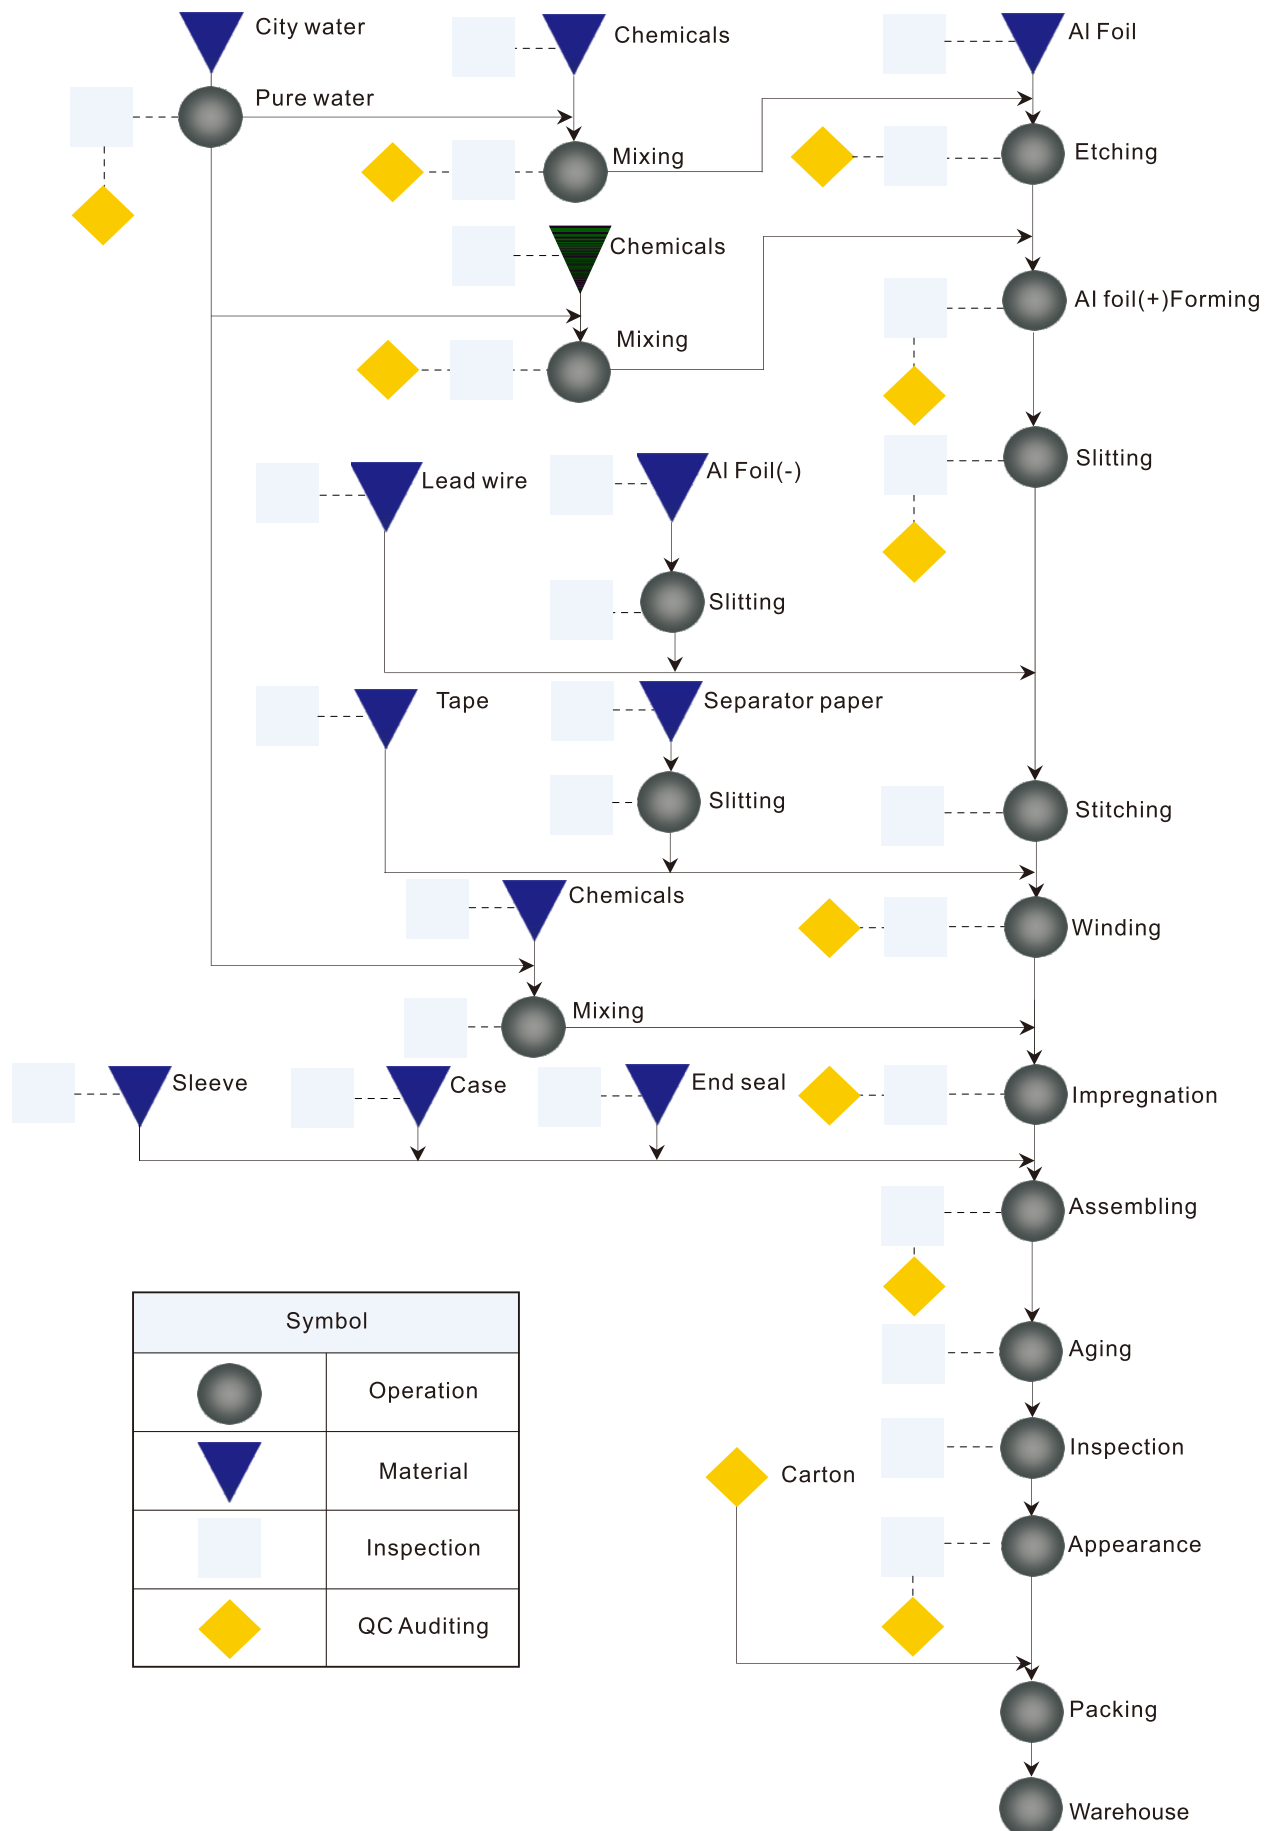 City water
Chemicals
Al Foil
Pure water
Mixing
Etching
Chemicals
Al foil(+)Forming
Mixing
Slitting
Lead wire
Al Foil(-)
Slitting
Tape
Separator paper
Slitting
Stitching
Chemicals
Winding
Mixing
Sleeve
Case
End seal
Impregnation
Assembling
Symbol
Operation
Material
Inspection
QC Auditing
Aging
Inspection
Carton
Appearance
Packing
Warehouse